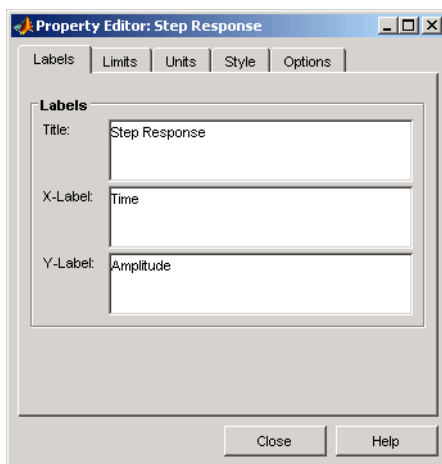 Property Editor: Step Response
Labels Limits Units Style Options
Labels
Title: Step Response
X-Label: Time
Y-Label: Amplitude
Close Help